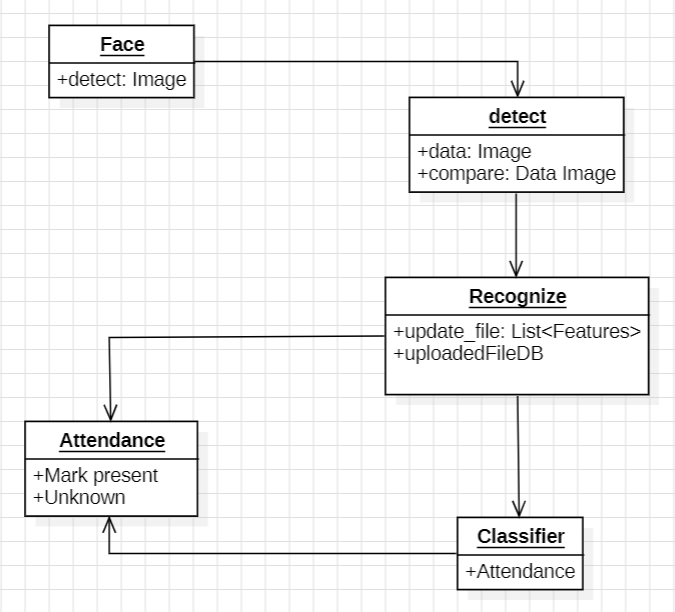 Face
+detect: Image
detect
+data: Image
+compare: Data Image
Recognize
+update_file: List<Features>
+uploadedFileDB
Attendance
+Mark present
+Unknown
Classifier
+Attendance